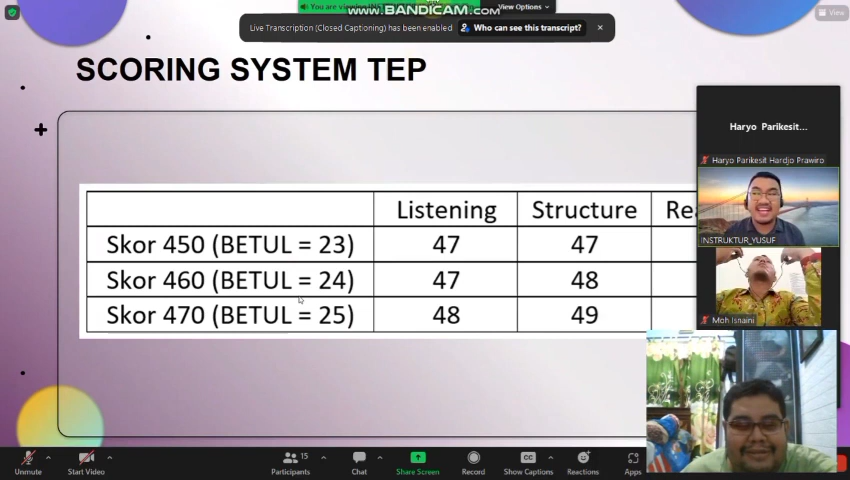 You are viewing
www.BANDICAM.com
View Options
View
Live Transcription (Closed Captioning) has been enabled
Who can see this transcript?
SCORING SYSTEM TEP
Listening Structure
Skor 450 (BETUL = 23) 47 47
Skor 460 (BETUL = 24) 47 48
Skor 470 (BETUL = 25) 48 49
Haryo Parikesit...
Haryo Parikesit Hardjo Prawiro
INSTRUKTUR_YUSUF
Moh Isnaini
Unmute
Start Video
15
Participants
Chat
Share Screen
Record
Show Captions
Reactions
Apps